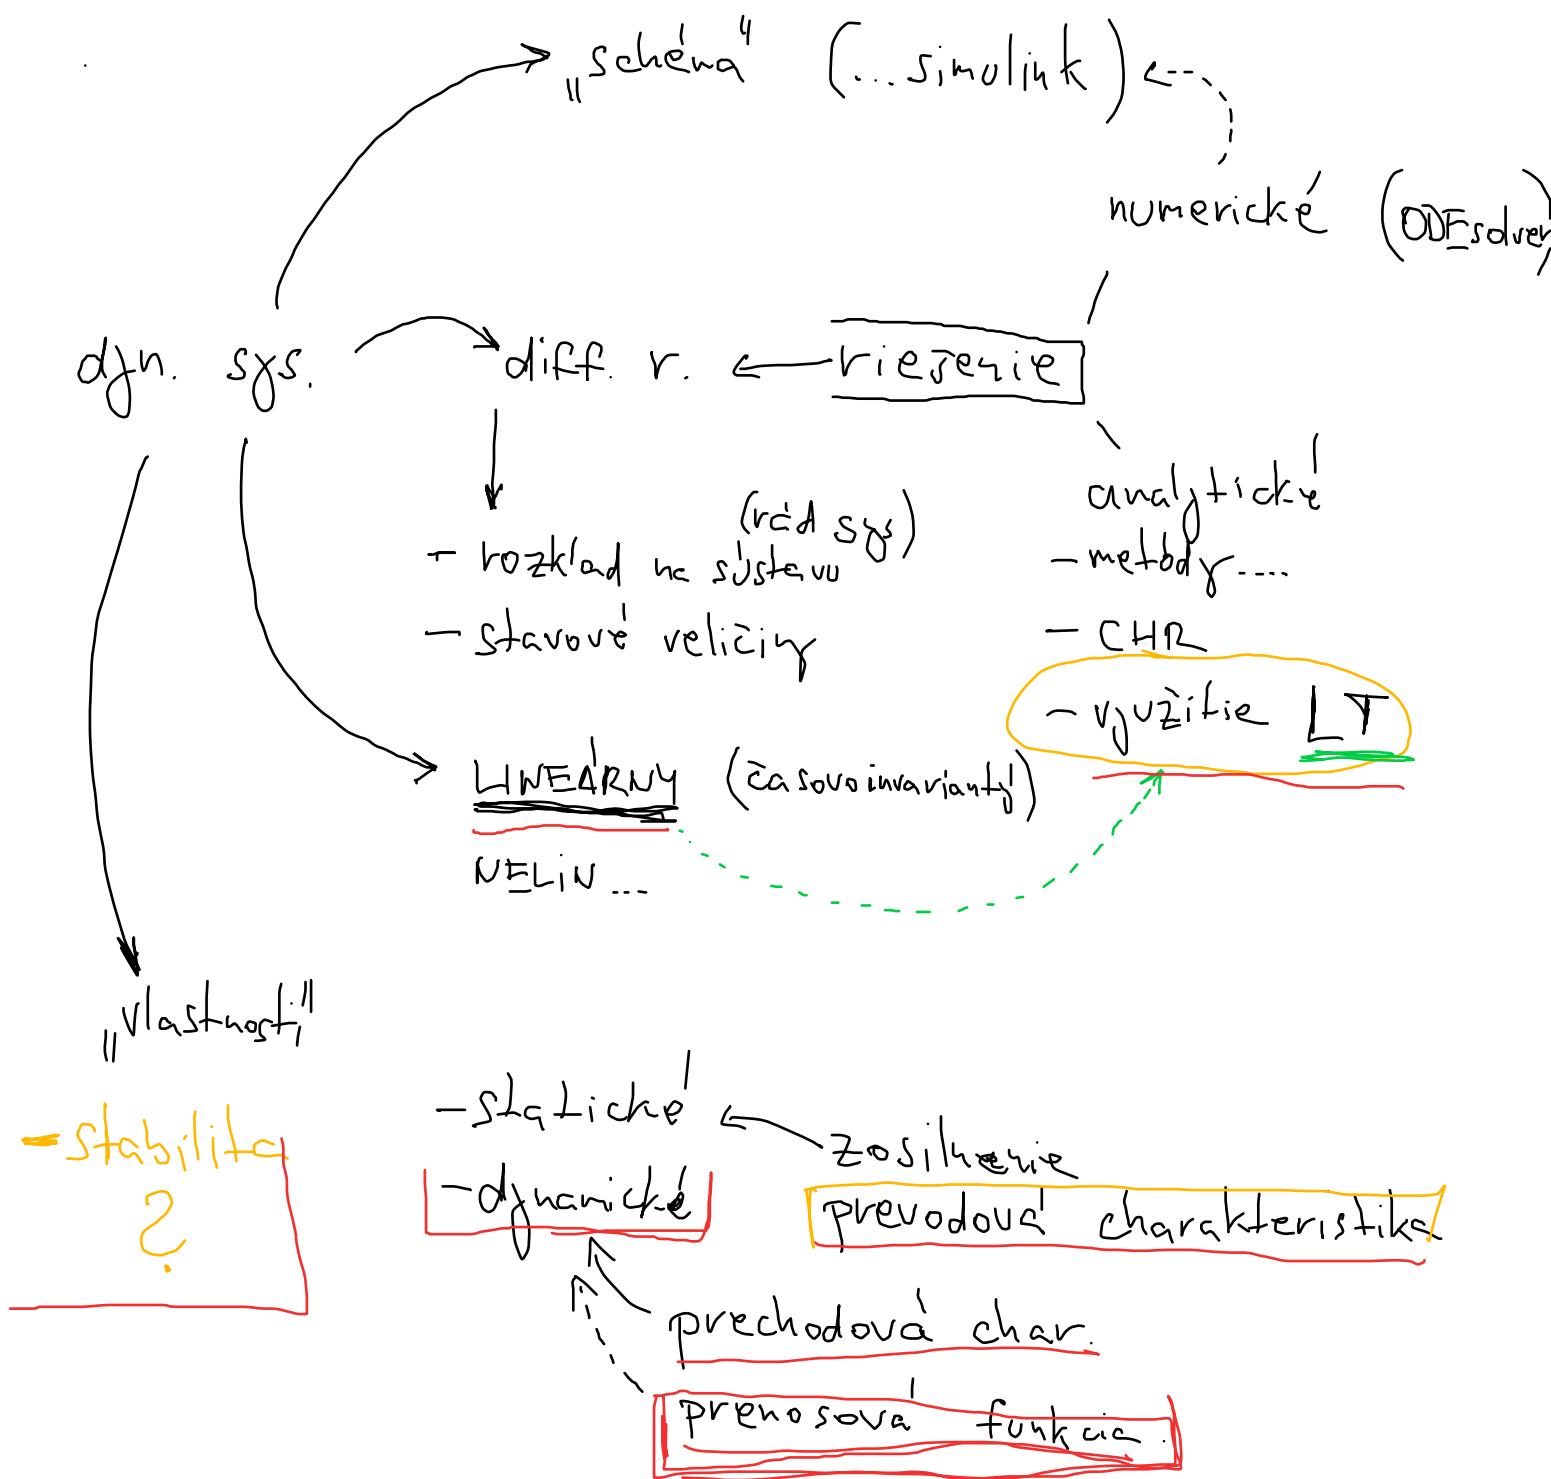 „schéma" (...simulink)
numerické (ODEsolver)
dyn. sys.
diff. r.
riešenie
analytické
- metódy....
- CHR
- využitie LT
(rád sys)
- rozklad na sústavu
- stavové veličiny
LINEÁRNY (časovo invariantý)
NELIN...
„vlastnosti"
- stabilita
?
- statické
- dynamické
zosilnenie
prevodová charakteristika
prechodová char.
prenosová funkcia.